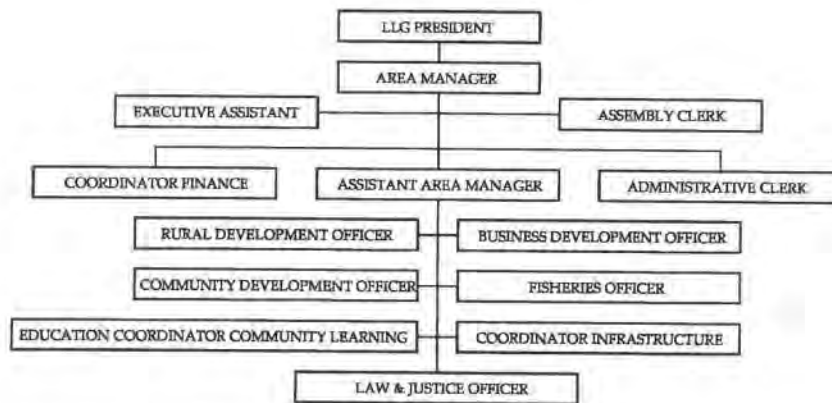 LLG PRESIDENT
AREA MANAGER
EXECUTIVE ASSISTANT
ASSEMBLY CLERK
COORDINATOR FINANCE
ASSISTANT AREA MANAGER
ADMINISTRATIVE CLERK
RURAL DEVELOPMENT OFFICER
BUSINESS DEVELOPMENT OFFICER
COMMUNITY DEVELOPMENT OFFICER
FISHERIES OFFICER
EDUCATION COORDINATOR COMMUNITY LEARNING
COORDINATOR INFRASTRUCTURE
LAW & JUSTICE OFFICER